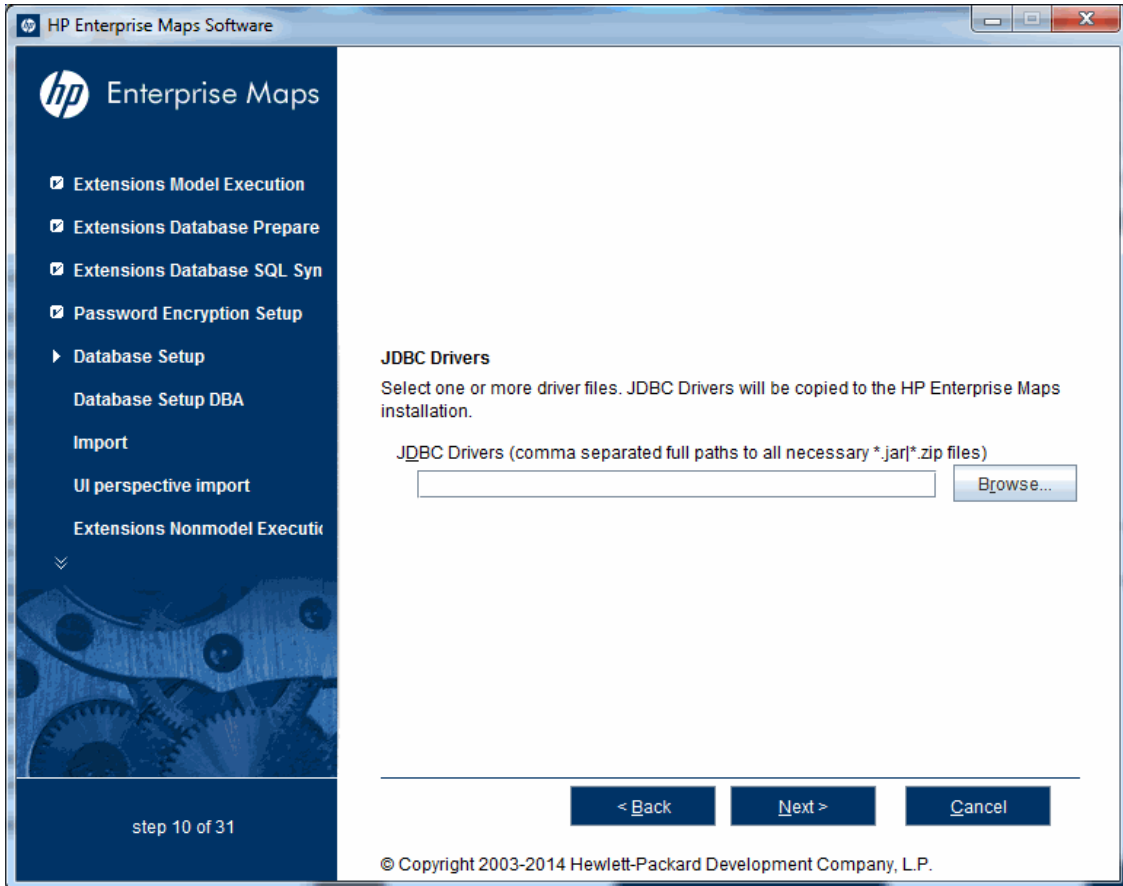 HP Enterprise Maps Software
hp Enterprise Maps
Extensions Model Execution
Extensions Database Prepare
Extensions Database SQL Syn
Password Encryption Setup
Database Setup
Database Setup DBA
Import
UI perspective import
Extensions Nonmodel Executio
step 10 of 31
JDBC Drivers
Select one or more driver files. JDBC Drivers will be copied to the HP Enterprise Maps
installation.
JDBC Drivers (comma separated full paths to all necessary *.jar|*.zip files)
Browse...
< Back
Next >
Cancel
© Copyright 2003-2014 Hewlett-Packard Development Company, L.P.